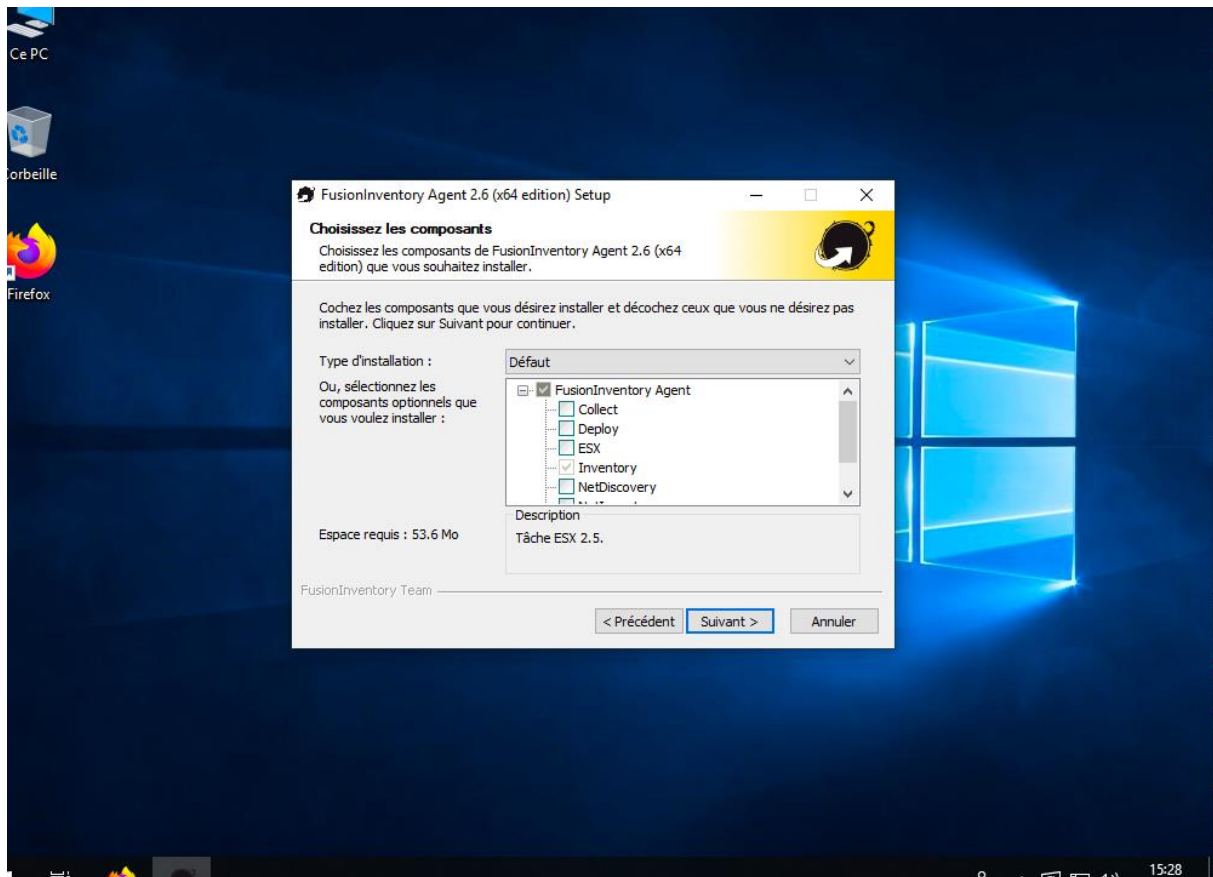 Ce PC
Corbeille
Firefox
FusionInventory Agent 2.6 (x64 edition) Setup
Choisissez les composants
Choisissez les composants de FusionInventory Agent 2.6 (x64
edition) que vous souhaitez installer.
Cochez les composants que vous désirez installer et décochez ceux que vous ne désirez pas
installer. Cliquez sur Suivant pour continuer.
Type d'installation :
Défaut
Ou, sélectionnez les
composants optionnels que
vous voulez installer :
FusionInventory Agent
Collect
Deploy
ESX
Inventory
NetDiscovery
Espace requis : 53.6 Mo
Description
Tâche ESX 2.5.
FusionInventory Team
< Précédent
Suivant >
Annuler
15:28